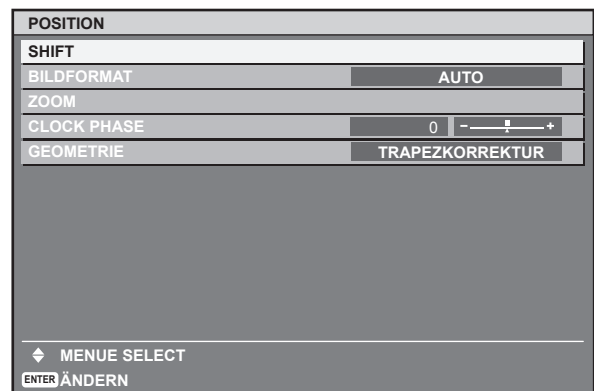 POSITION
SHIFT
BILDFORMAT AUTO
ZOOM
CLOCK PHASE 0 - +
GEOMETRIE TRAPEZKORREKTUR
MENUE SELECT
ENTER ÄNDERN